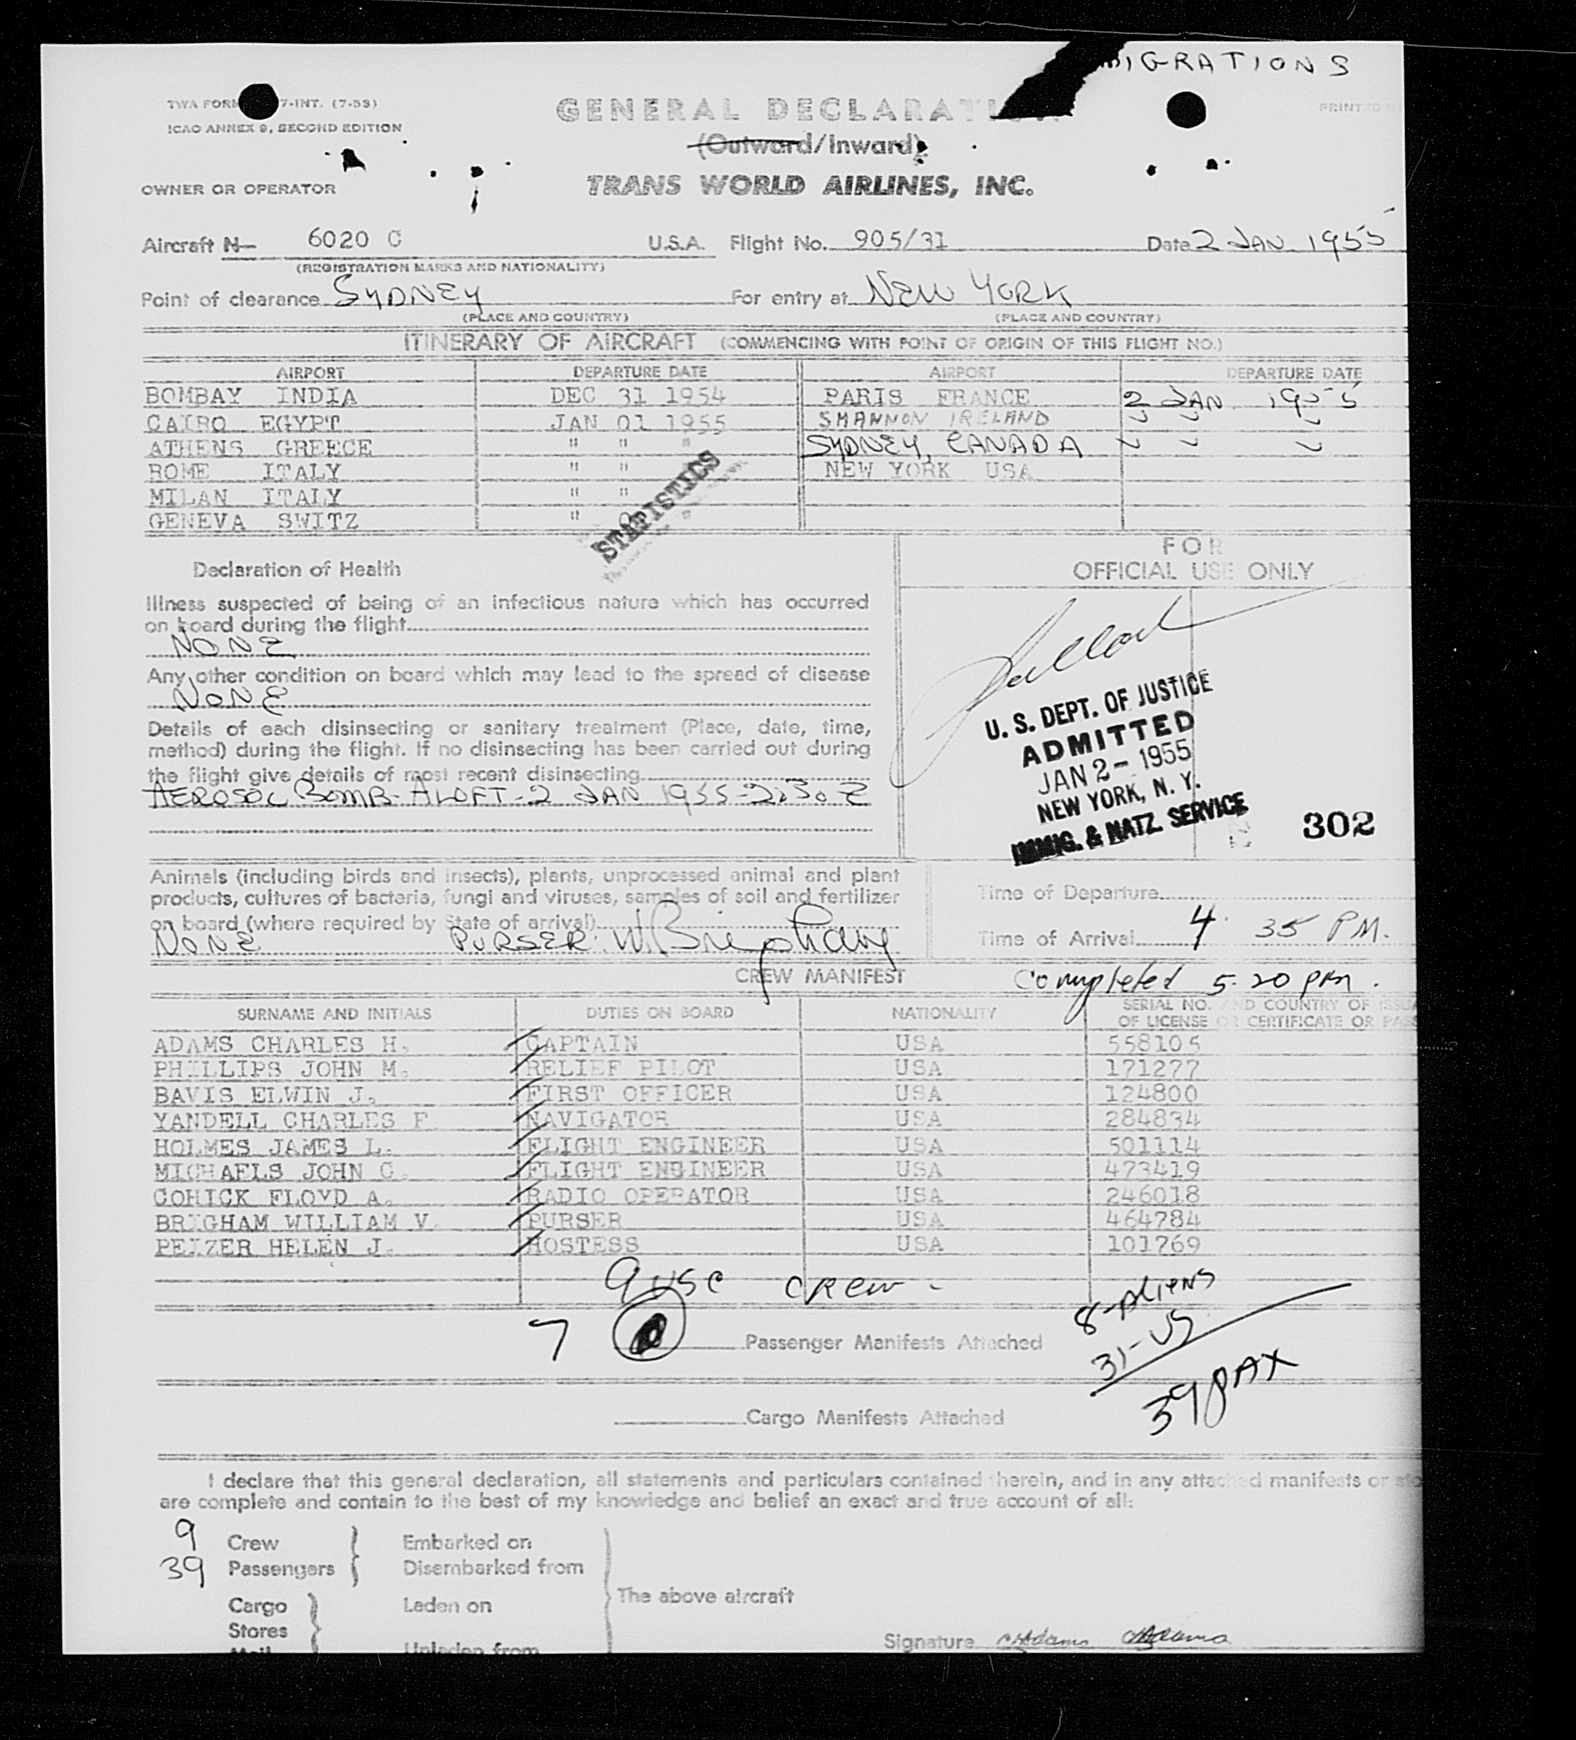 MIGRATIONS
TWA FORM 7-INT. (7-53)
ICAO ANNEX 9, SECOND EDITION
PRINTED
GENERAL DECLARATION
(Outward/Inward)
OWNER OR OPERATOR TRANS WORLD AIRLINES, INC.
Aircraft N- 6020 C U.S.A. Flight No. 905/31 Date 2 JAN 1955
(REGISTRATION MARKS AND NATIONALITY)
Point of clearance SYDNEY For entry at NEW YORK
(PLACE AND COUNTRY) (PLACE AND COUNTRY)
ITINERARY OF AIRCRAFT (COMMENCING WITH POINT OF ORIGIN OF THIS FLIGHT NO.)
AIRPORT DEPARTURE DATE AIRPORT DEPARTURE DATE
BOMBAY INDIA DEC 31 1954 PARIS FRANCE 2 JAN 1955
CAIRO EGYPT JAN 01 1955 SHANNON IRELAND " " "
ATHENS GREECE " " " SYDNEY, CANADA " " "
ROME ITALY " " NEW YORK USA
MILAN ITALY " "
GENEVA SWITZ " "
STATISTICS
Declaration of Health
Illness suspected of being of an infectious nature which has occurred
on board during the flight
NONE
Any other condition on board which may lead to the spread of disease
NONE
Details of each disinsecting or sanitary treatment (Place, date, time,
method) during the flight. If no disinsecting has been carried out during
the flight give details of most recent disinsecting
AEROSOL BOMB-ALOFT-2 JAN 1955-2130Z
FOR
OFFICIAL USE ONLY
U. S. DEPT. OF JUSTICE
ADMITTED
JAN 2- 1955
NEW YORK, N. Y.
IMMIG. & NATZ. SERVICE
302
Animals (including birds and insects), plants, unprocessed animal and plant
products, cultures of bacteria, fungi and viruses, samples of soil and fertilizer
on board (where required by State of arrival)
NONE PURSER W. Brigham
Time of Departure
Time of Arrival 4 35 PM.
CREW MANIFEST Completed 5:20 PM.
SURNAME AND INITIALS DUTIES ON BOARD NATIONALITY SERIAL NO. AND COUNTRY OF ISSUE
OF LICENSE OR CERTIFICATE OR PASS
ADAMS CHARLES H. CAPTAIN USA 558105
PHILLIPS JOHN M. RELIEF PILOT USA 171277
BAVIS ELWIN J. FIRST OFFICER USA 124800
YANDELL CHARLES F NAVIGATOR USA 284834
HOLMES JAMES L. FLIGHT ENGINEER USA 501114
MICHAELS JOHN C. FLIGHT ENGINEER USA 473419
COHICK FLOYD A. RADIO OPERATOR USA 246018
BRIGHAM WILLIAM V. PURSER USA 464784
PELZER HELEN J. HOSTESS USA 101769
9 USC CREW -
7 Passenger Manifests Attached
8-ALIENS
31-US
39 PAX
Cargo Manifests Attached
I declare that this general declaration, all statements and particulars contained therein, and in any attached manifests or sto
are complete and contain to the best of my knowledge and belief an exact and true account of all:
9 Crew Embarked on
39 Passengers Disembarked from
The above aircraft
Cargo Laden on
Stores
Mail Unladen from
Signature CHAdams CHAdams